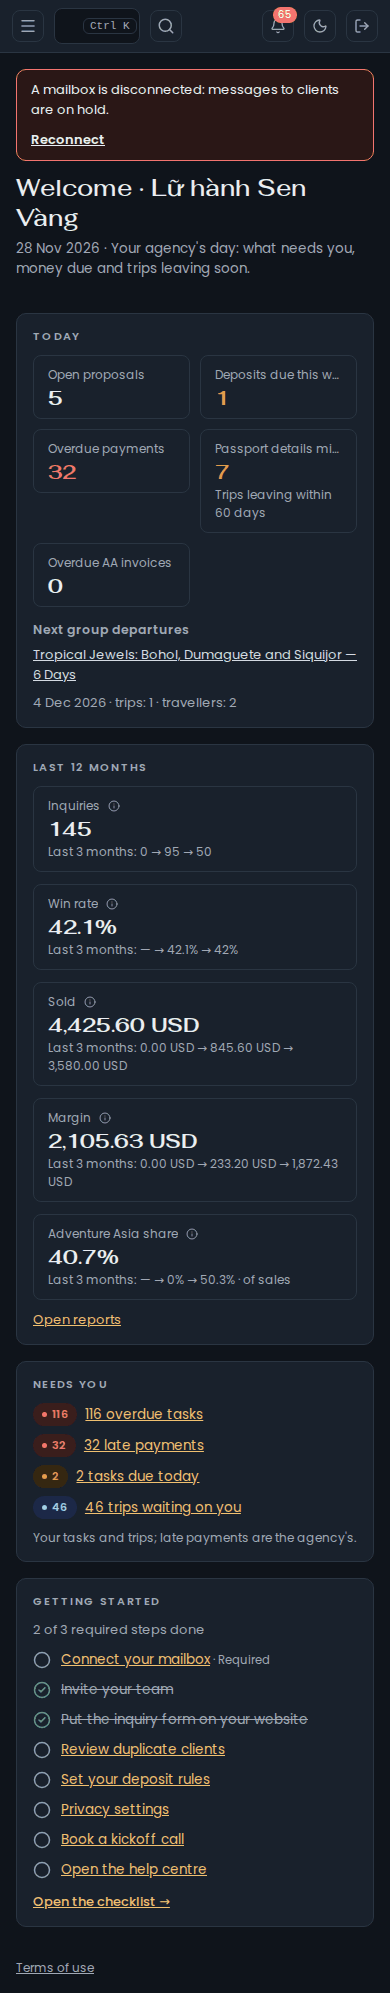 Ctrl K
65
A mailbox is disconnected: messages to clients
are on hold.
Reconnect
Welcome · Lữ hành Sen
Vàng
28 Nov 2026 · Your agency's day: what needs you,
money due and trips leaving soon.
TODAY
Open proposals
5
Deposits due this w...
1
Overdue payments
32
Passport details mi...
7
Trips leaving within
60 days
Overdue AA invoices
0
Next group departures
Tropical Jewels: Bohol, Dumaguete and Siquijor —
6 Days
4 Dec 2026 · trips: 1 · travellers: 2
LAST 12 MONTHS
Inquiries
145
Last 3 months: 0 → 95 → 50
Win rate
42.1%
Last 3 months: — → 42.1% → 42%
Sold
4,425.60 USD
Last 3 months: 0.00 USD → 845.60 USD →
3,580.00 USD
Margin
2,105.63 USD
Last 3 months: 0.00 USD → 233.20 USD → 1,872.43
USD
Adventure Asia share
40.7%
Last 3 months: — → 0% → 50.3% · of sales
Open reports
NEEDS YOU
116 116 overdue tasks
32 32 late payments
2 2 tasks due today
46 46 trips waiting on you
Your tasks and trips; late payments are the agency's.
GETTING STARTED
2 of 3 required steps done
Connect your mailbox · Required
Invite your team
Put the inquiry form on your website
Review duplicate clients
Set your deposit rules
Privacy settings
Book a kickoff call
Open the help centre
Open the checklist →
Terms of use